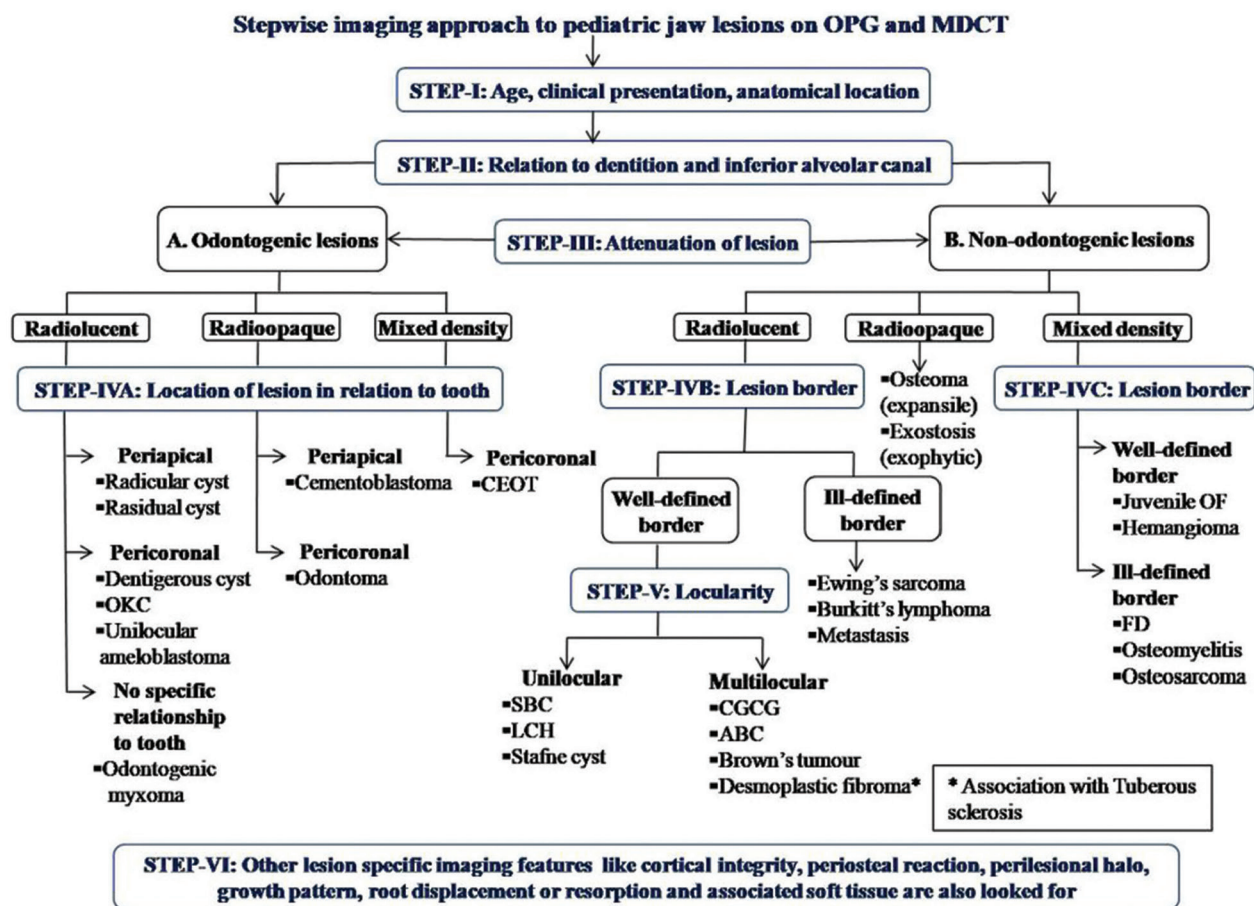 Stepwise imaging approach to pediatric jaw lesions on OPG and MDCT
STEP-I: Age, clinical presentation, anatomical location
STEP-II: Relation to dentition and inferior alveolar canal
A. Odontogenic lesions
STEP-III: Attenuation of lesion
B. Non-odontogenic lesions
Radiolucent
Radioopaque
Mixed density
STEP-IVA: Location of lesion in relation to tooth
Periapical
▪Radicular cyst
▪Rasidual cyst
Pericoronal
▪Dentigerous cyst
▪OKC
▪Unilocular
ameloblastoma
No specific
relationship
to tooth
▪Odontogenic
myxoma
Periapical
▪Cementoblastoma
Pericoronal
▪Odontoma
Pericoronal
▪CEOT
Radiolucent
Radioopaque
Mixed density
STEP-IVB: Lesion border
▪Osteoma
(expansile)
▪Exostosis
(exophytic)
STEP-IVC: Lesion border
Well-defined
border
Ill-defined
border
▪Ewing's sarcoma
▪Burkitt's lymphoma
▪Metastasis
STEP-V: Locularity
Unilocular
▪SBC
▪LCH
▪Stafne cyst
Multilocular
▪CGCG
▪ABC
▪Brown's tumour
▪Desmoplastic fibroma*
Well-defined
border
▪Juvenile OF
▪Hemangioma
Ill-defined
border
▪FD
▪Osteomyelitis
▪Osteosarcoma
* Association with Tuberous
sclerosis
STEP-VI: Other lesion specific imaging features like cortical integrity, periosteal reaction, perilesional halo,
growth pattern, root displacement or resorption and associated soft tissue are also looked for